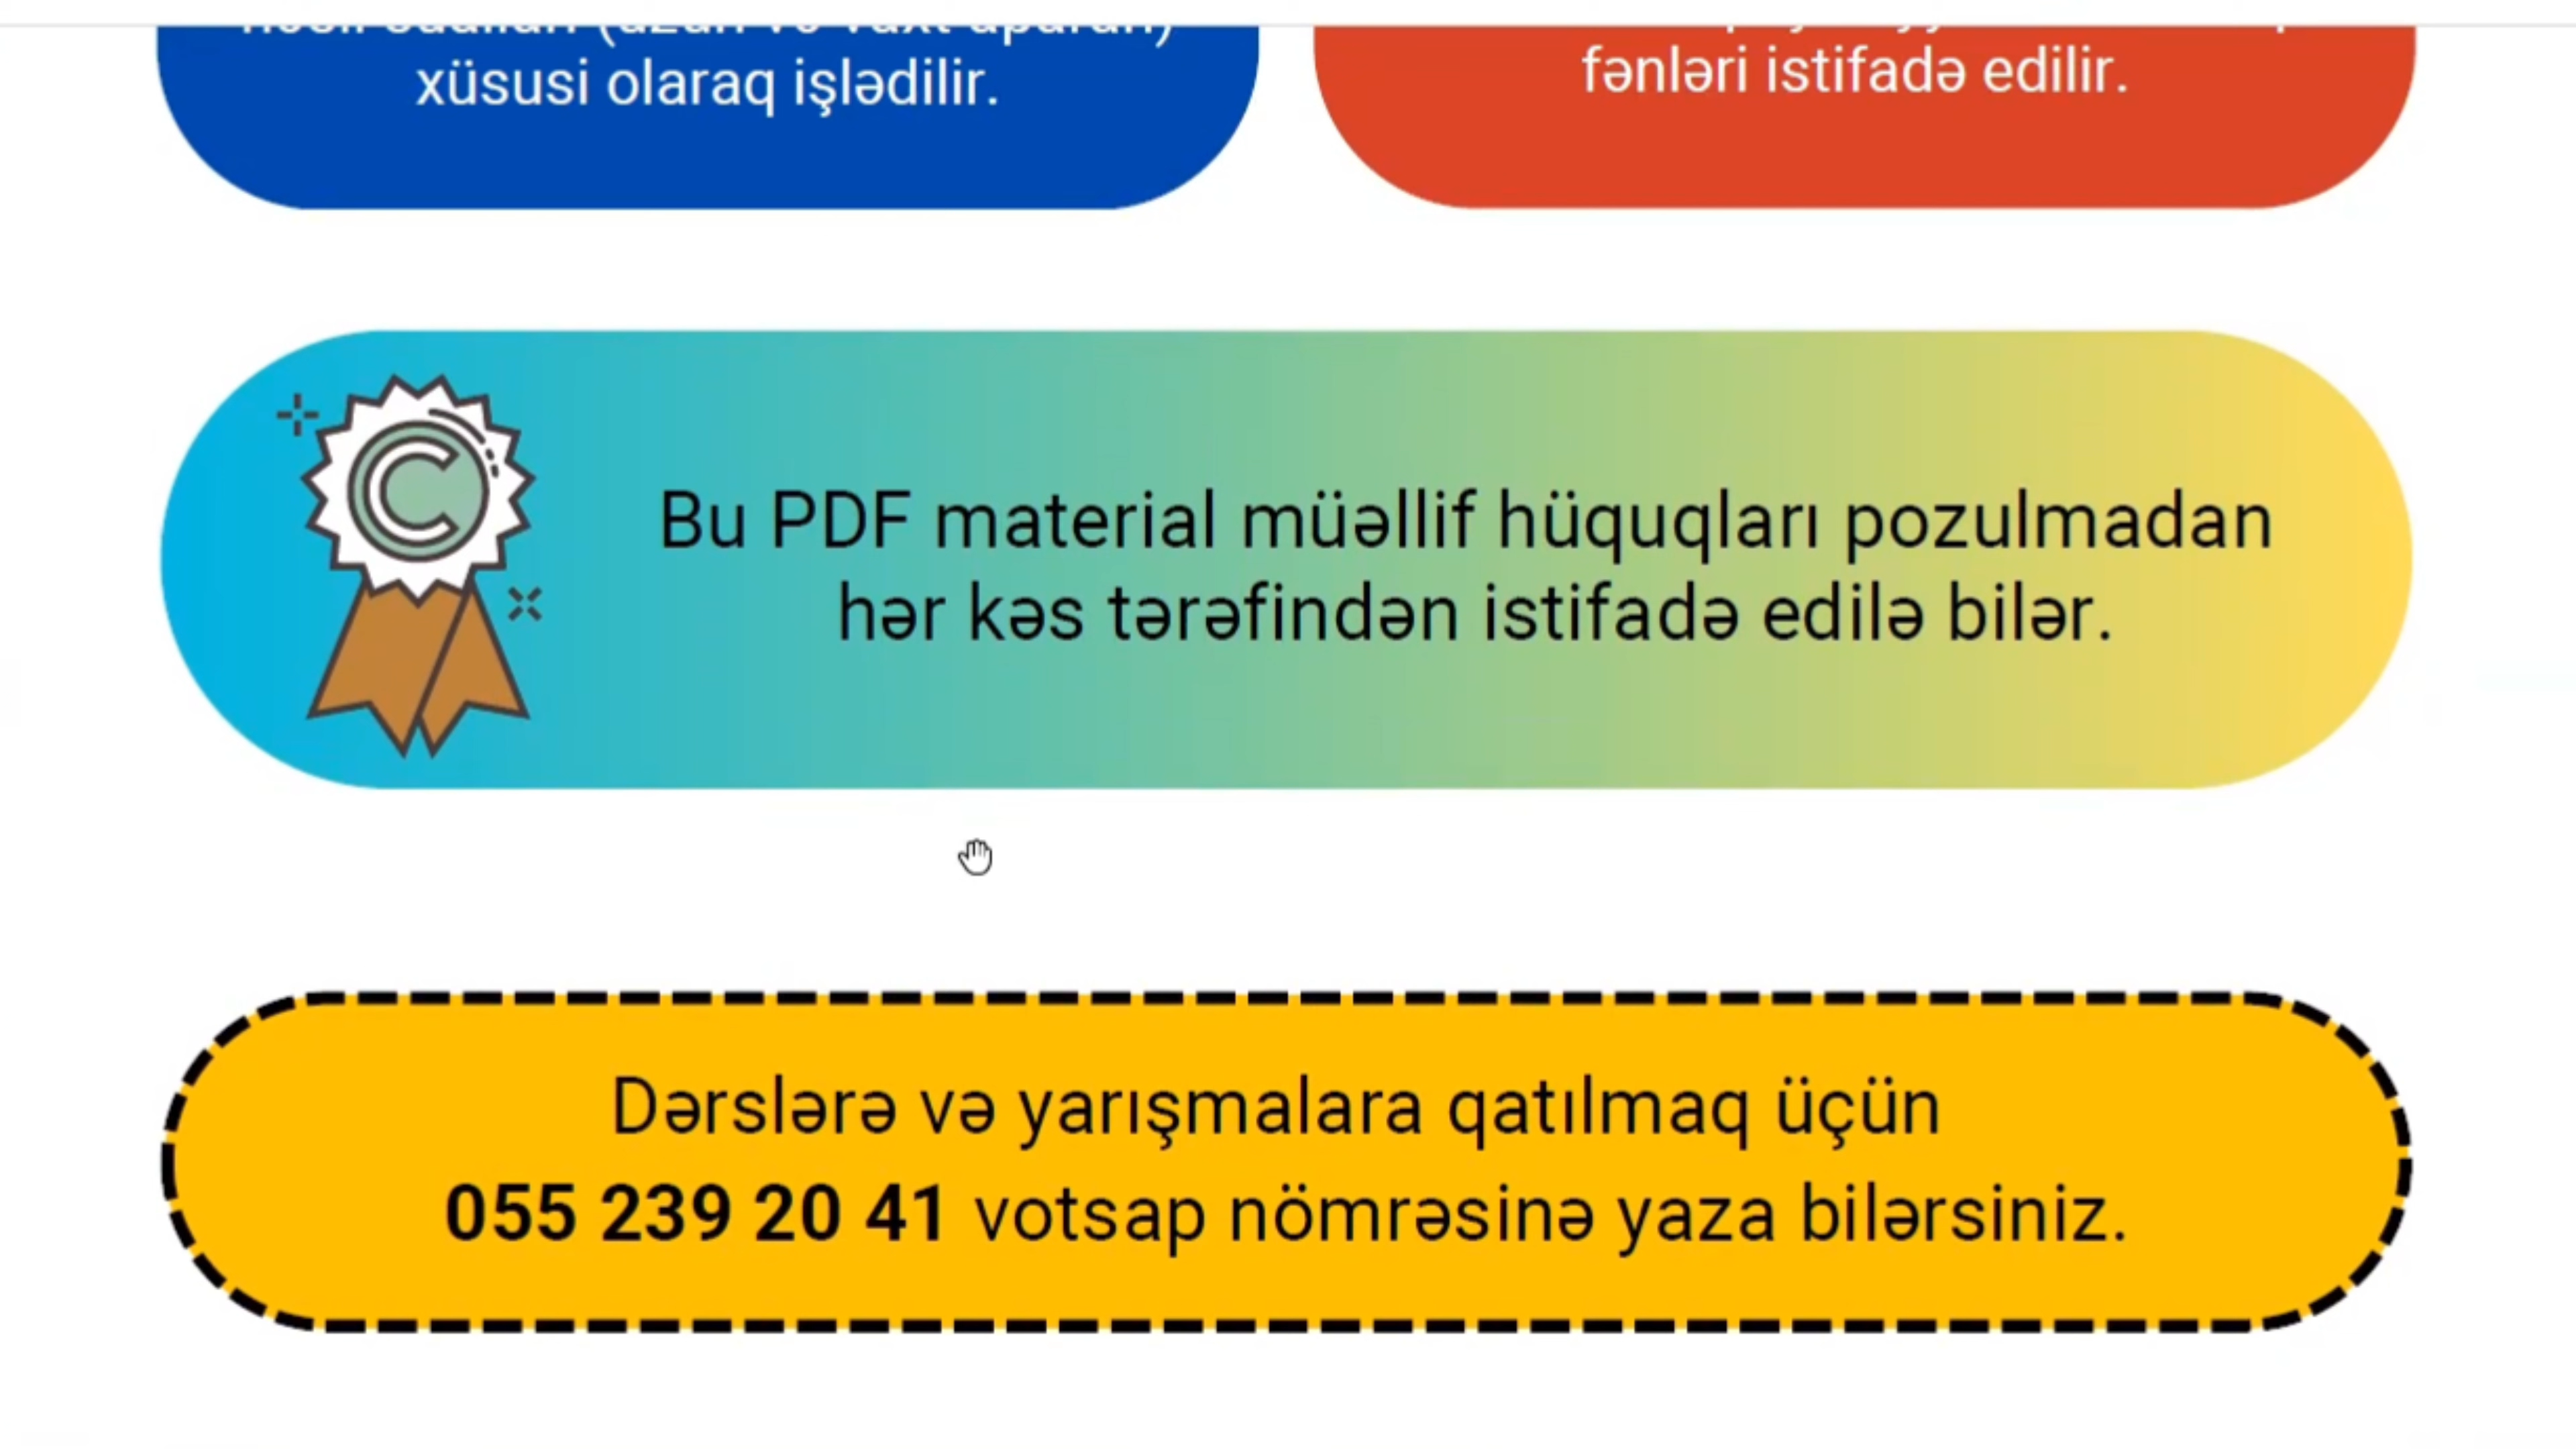 xüsusi olaraq işlədilir.
fənləri istifadə edilir.
Bu PDF material müəllif hüquqları pozulmadan
hər kəs tərəfindən istifadə edilə bilər.
Dərslərə və yarışmalara qatılmaq üçün
055 239 20 41 votsap nömrəsinə yaza bilərsiniz.